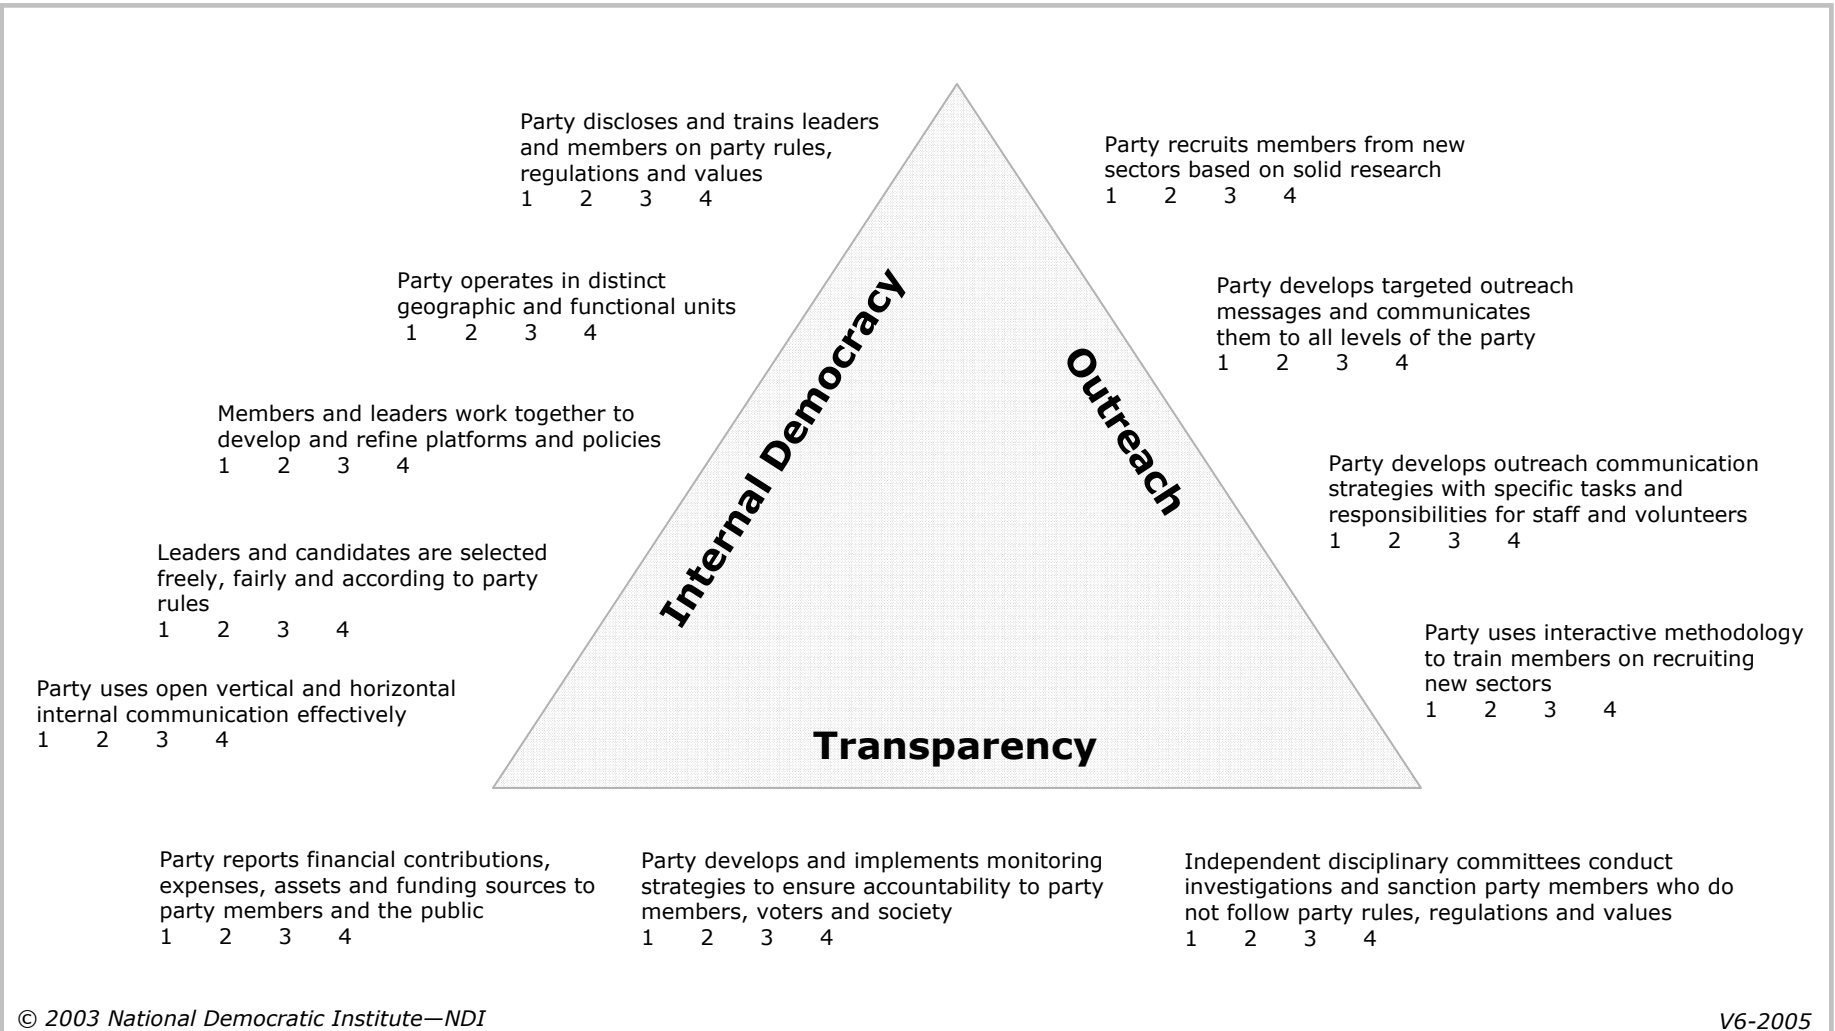 Party discloses and trains leaders
and members on party rules,
regulations and values
1 2 3 4
Party operates in distinct
geographic and functional units
1 2 3 4
Members and leaders work together to
develop and refine platforms and policies
1 2 3 4
Leaders and candidates are selected
freely, fairly and according to party
rules
1 2 3 4
Party uses open vertical and horizontal
internal communication effectively
1 2 3 4
Internal Democracy
Outreach
Transparency
Party recruits members from new
sectors based on solid research
1 2 3 4
Party develops targeted outreach
messages and communicates
them to all levels of the party
1 2 3 4
Party develops outreach communication
strategies with specific tasks and
responsibilities for staff and volunteers
1 2 3 4
Party uses interactive methodology
to train members on recruiting
new sectors
1 2 3 4
Party reports financial contributions,
expenses, assets and funding sources to
party members and the public
1 2 3 4
Party develops and implements monitoring
strategies to ensure accountability to party
members, voters and society
1 2 3 4
Independent disciplinary committees conduct
investigations and sanction party members who do
not follow party rules, regulations and values
1 2 3 4
© 2003 National Democratic Institute—NDI
V6-2005